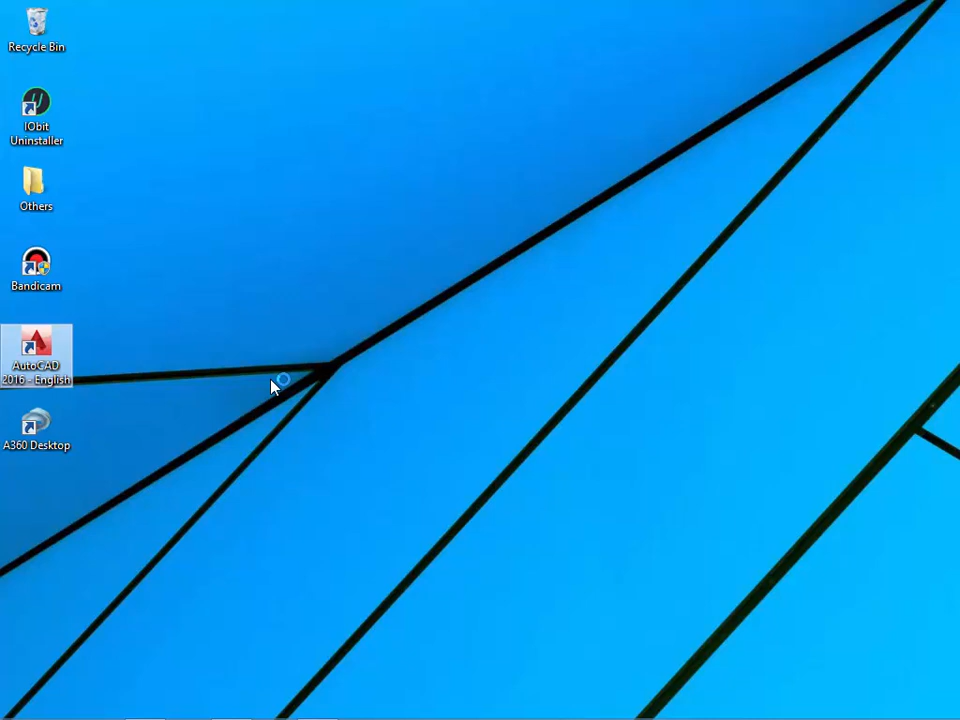 Recycle Bin
IObit
Uninstaller
Others
Bandicam
AutoCAD
2016 - English
A360 Desktop